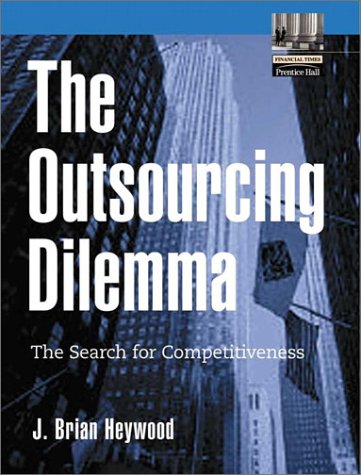 FINANCIAL TIMES
Prentice Hall
The
Outsourcing
Dilemma
The Search for Competitiveness
J. Brian Heywood